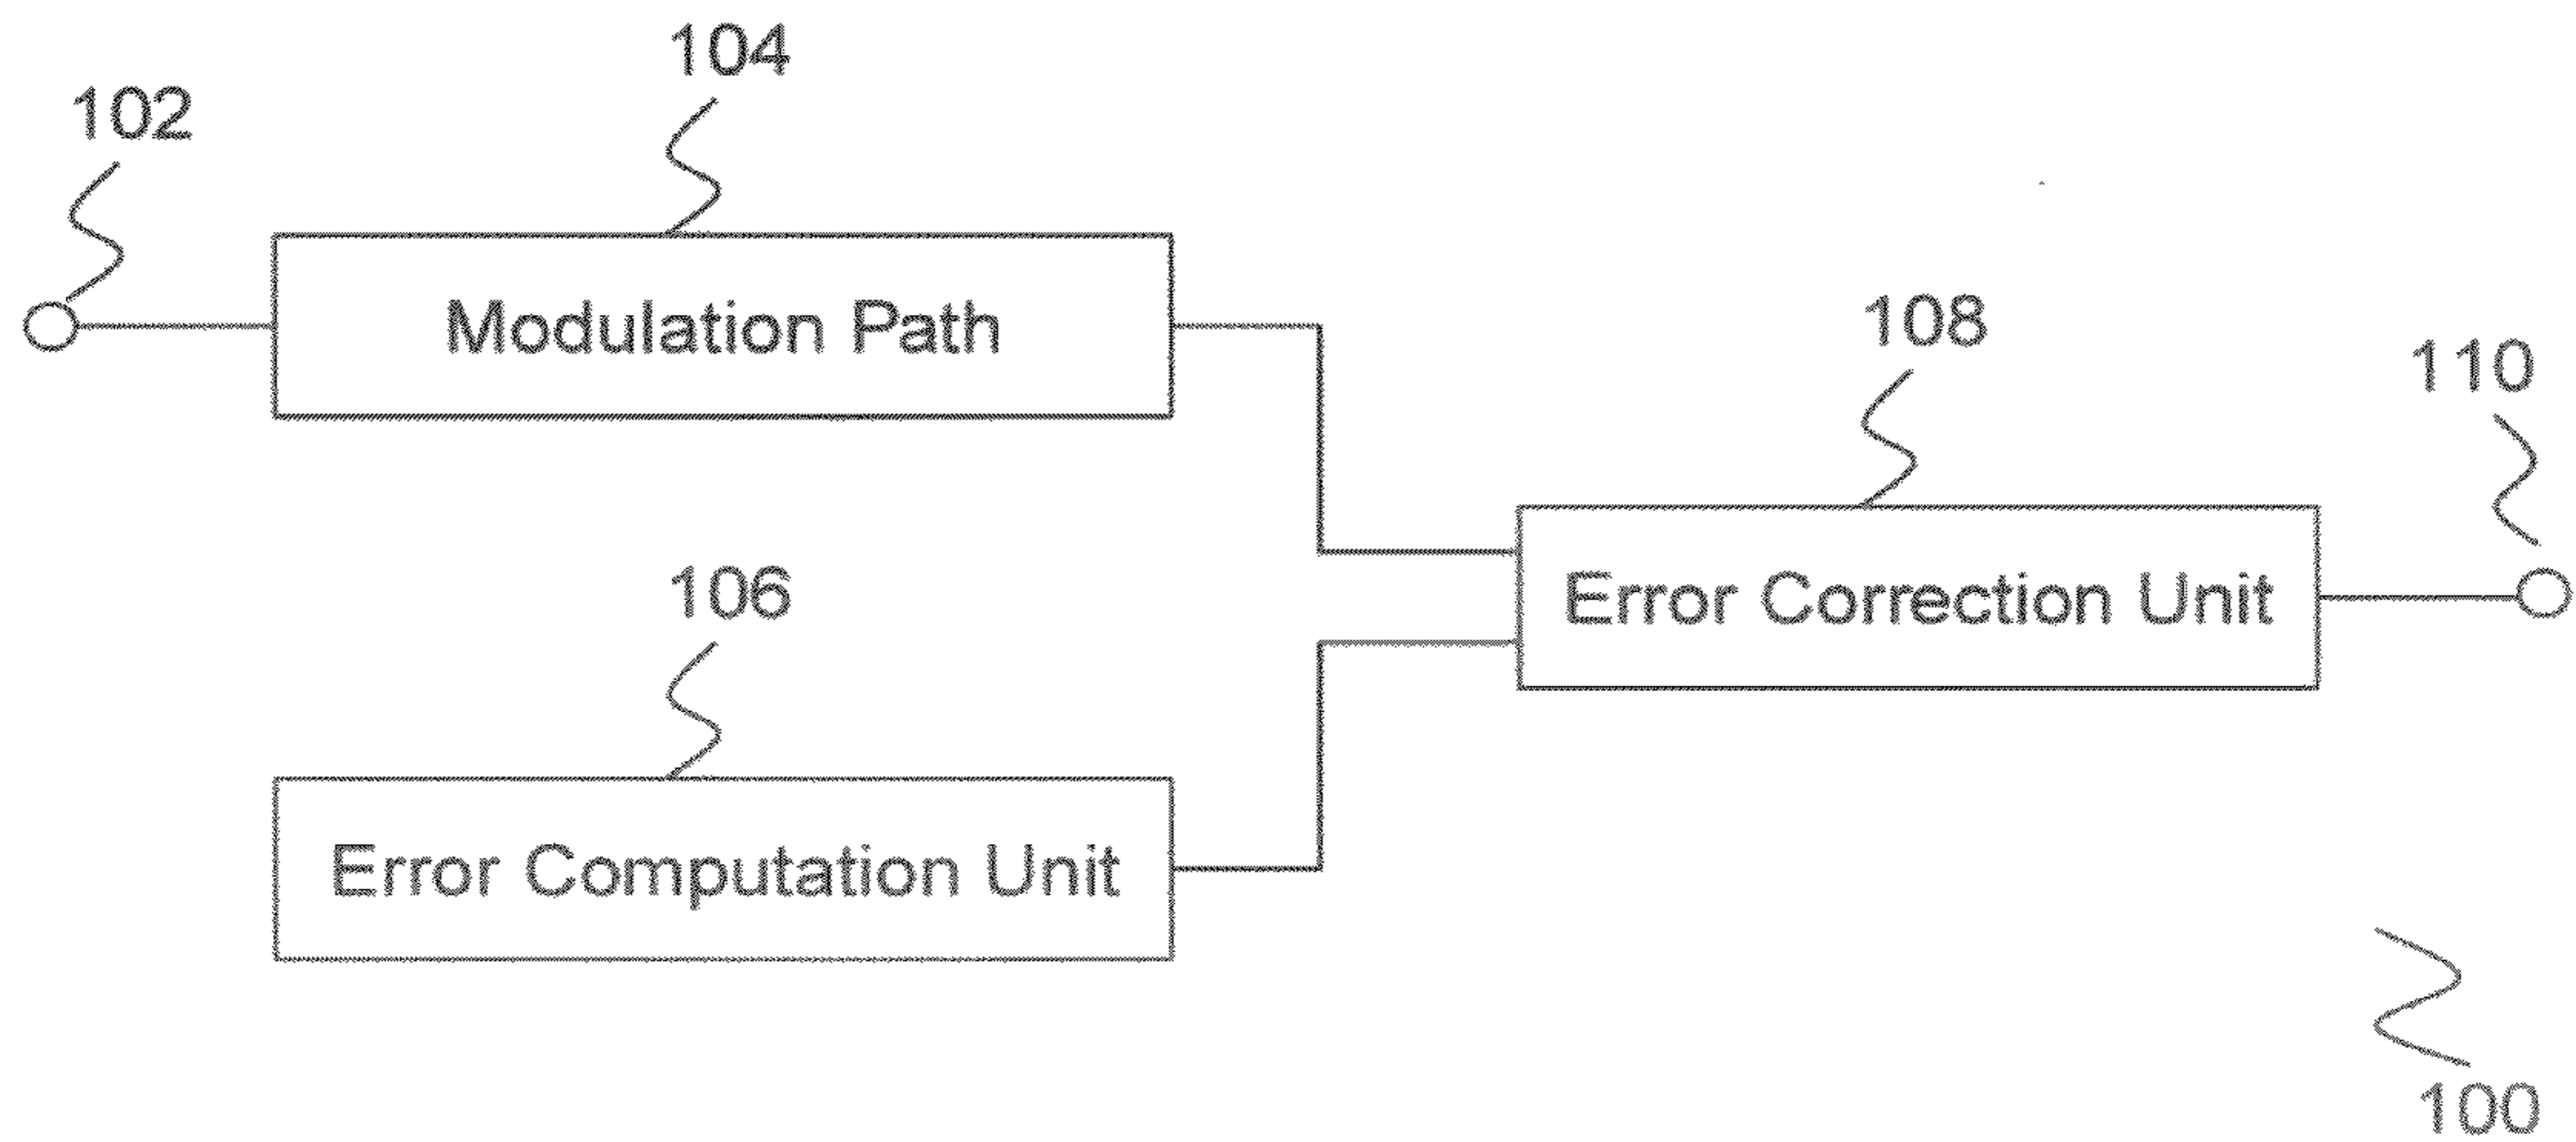 104
102
Modulation Path
108
110
106
Error Correction Unit
Error Computation Unit
100